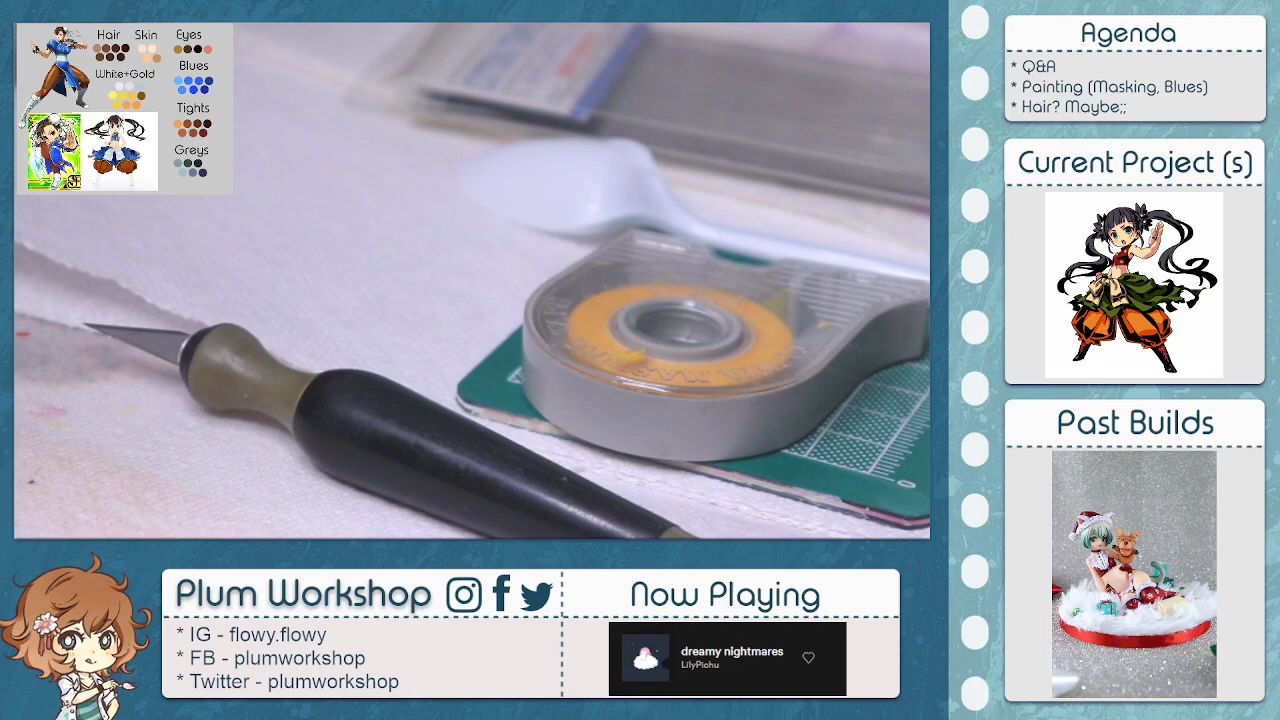 Hair
Skin
Eyes
White+Gold
Blues
Tights
Greys
Agenda
* Q&A
* Painting (Masking, Blues)
* Hair? Maybe;;
Current Project (s)
Past Builds
Plum Workshop
* IG - flowy.flowy
* FB - plumworkshop
* Twitter - plumworkshop
Now Playing
dreamy nightmares
LilyPichu
0